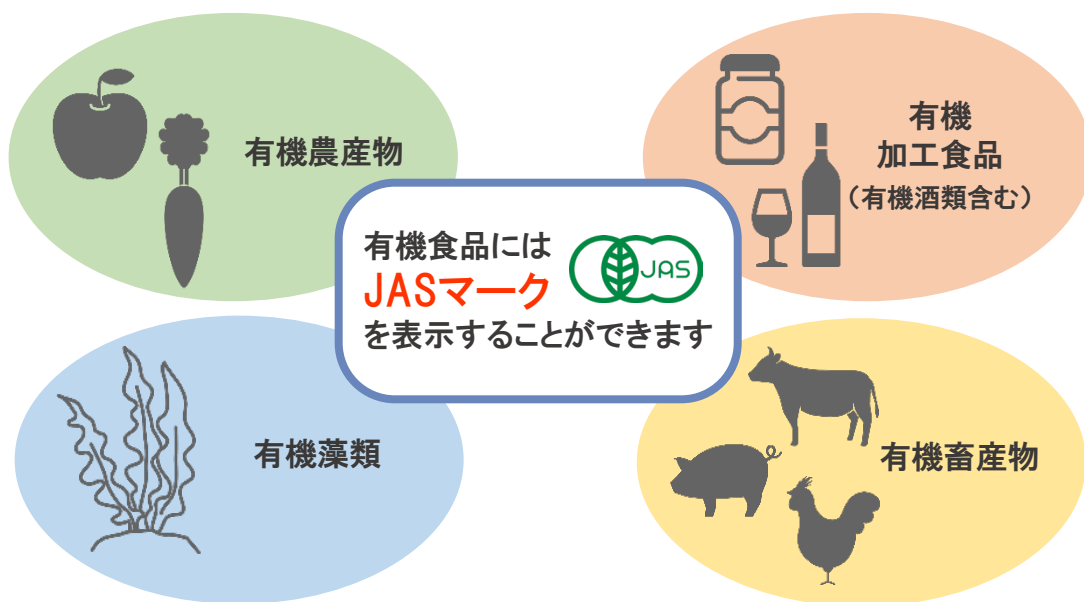 有機農産物
有機
加工食品
（有機酒類含む）
有機食品には
JAS
JASマーク
を表示することができます
有機藻類
有機畜産物